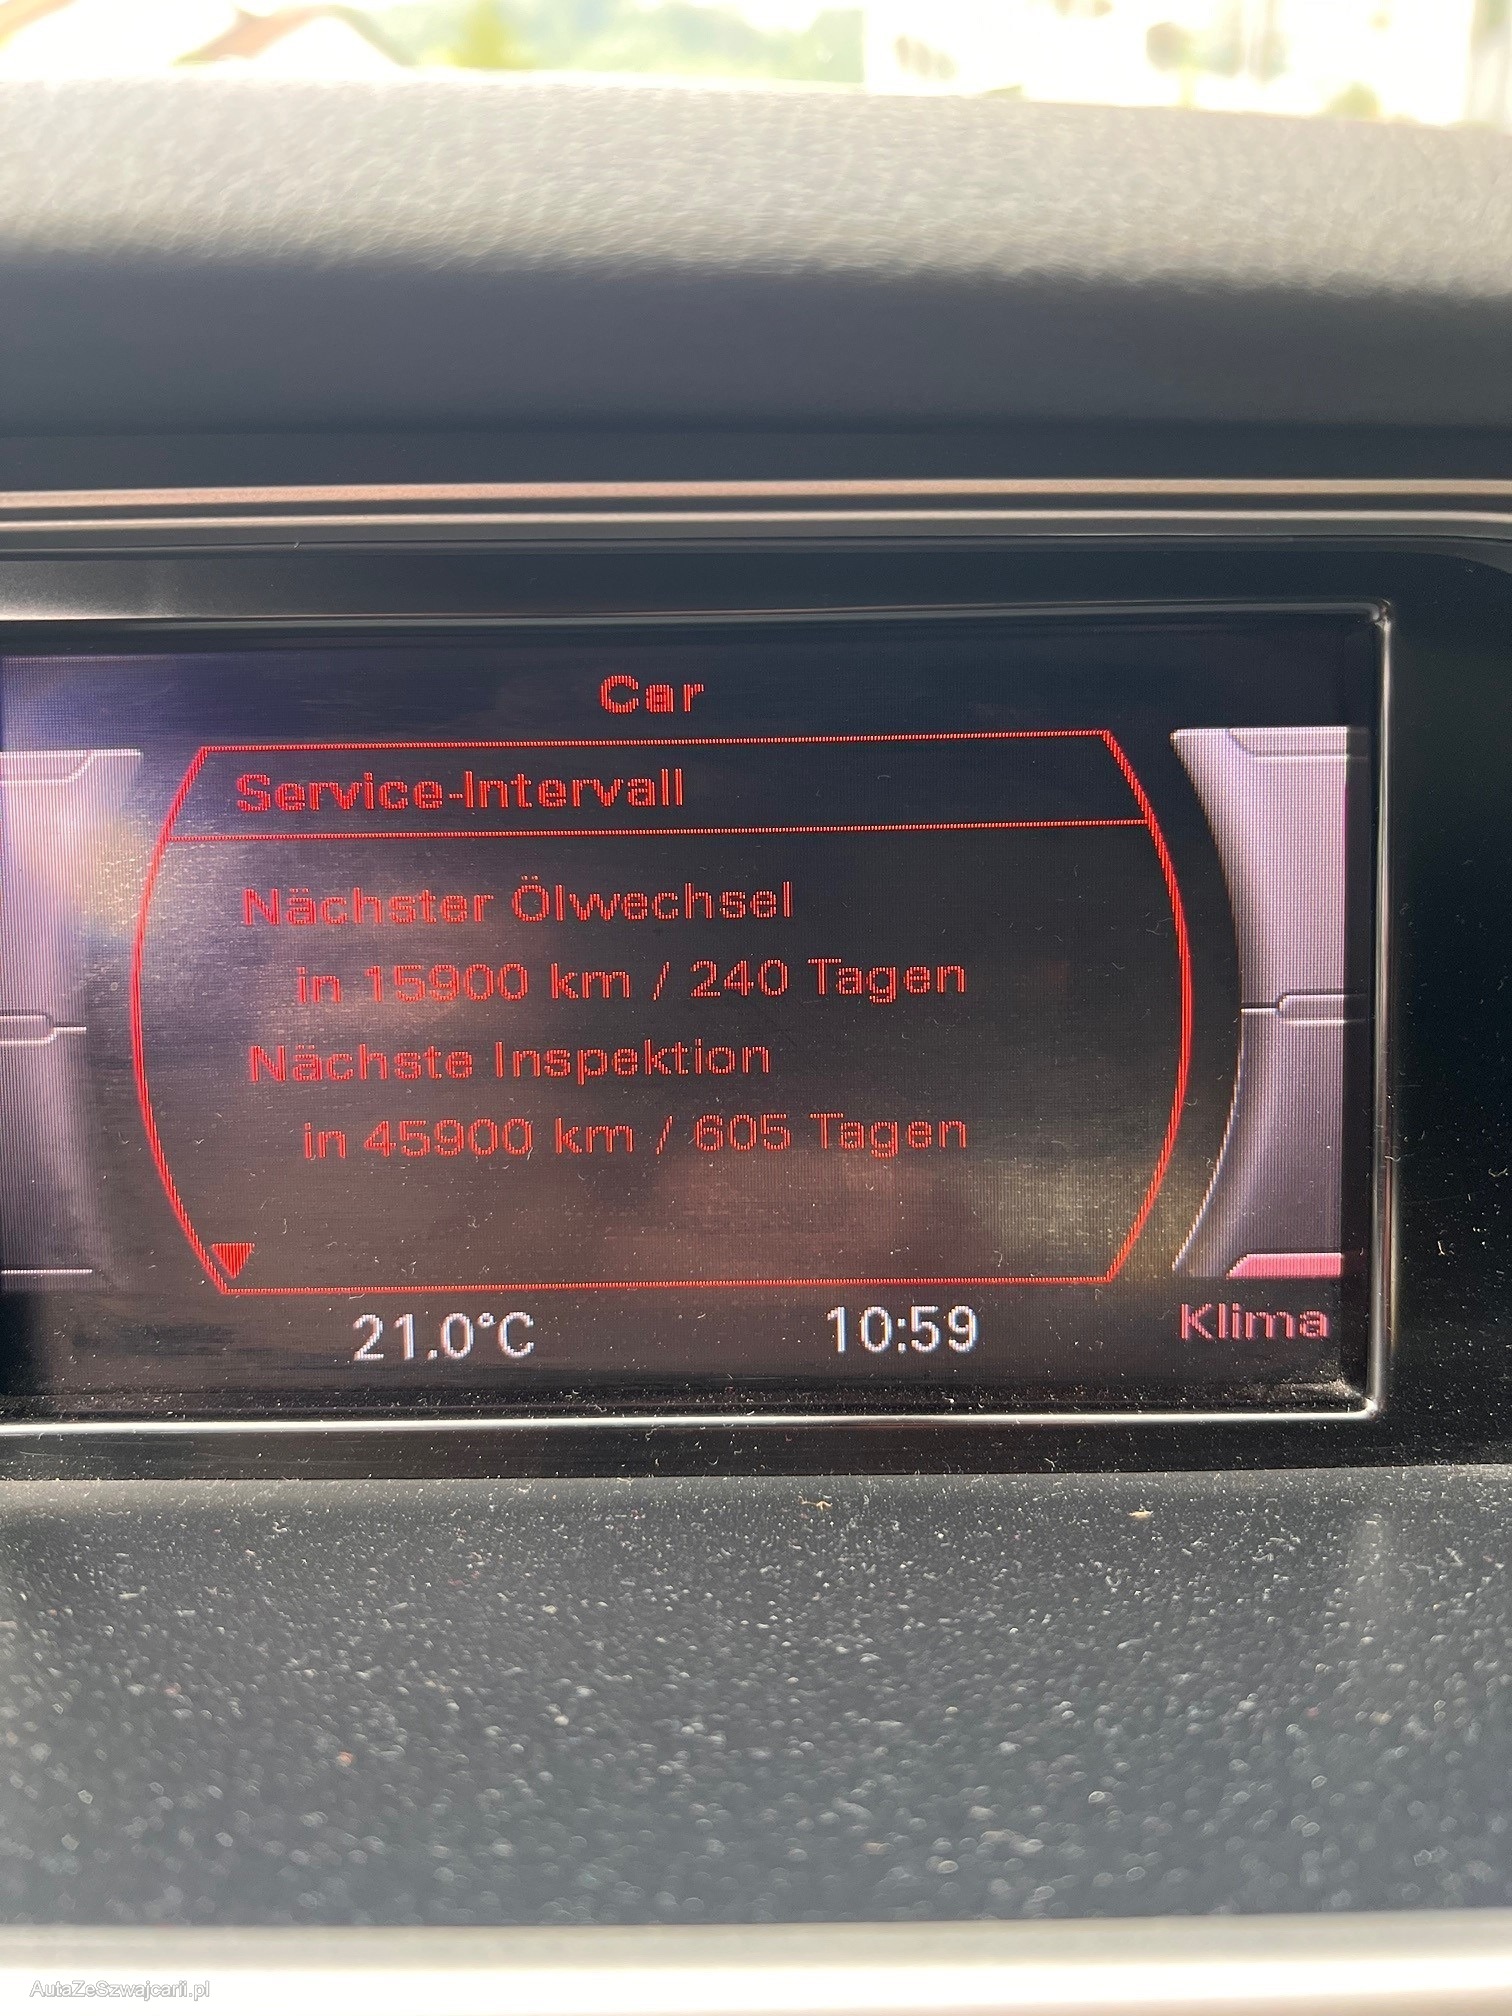 Car
Service-Intervall
Nächster Ölwechsel
in 15900 km / 240 Tagen
Nächste Inspektion
in 45900 km / 605 Tagen
21.0°C 10:59 Klima
AutaZeSzwajcarii.pl